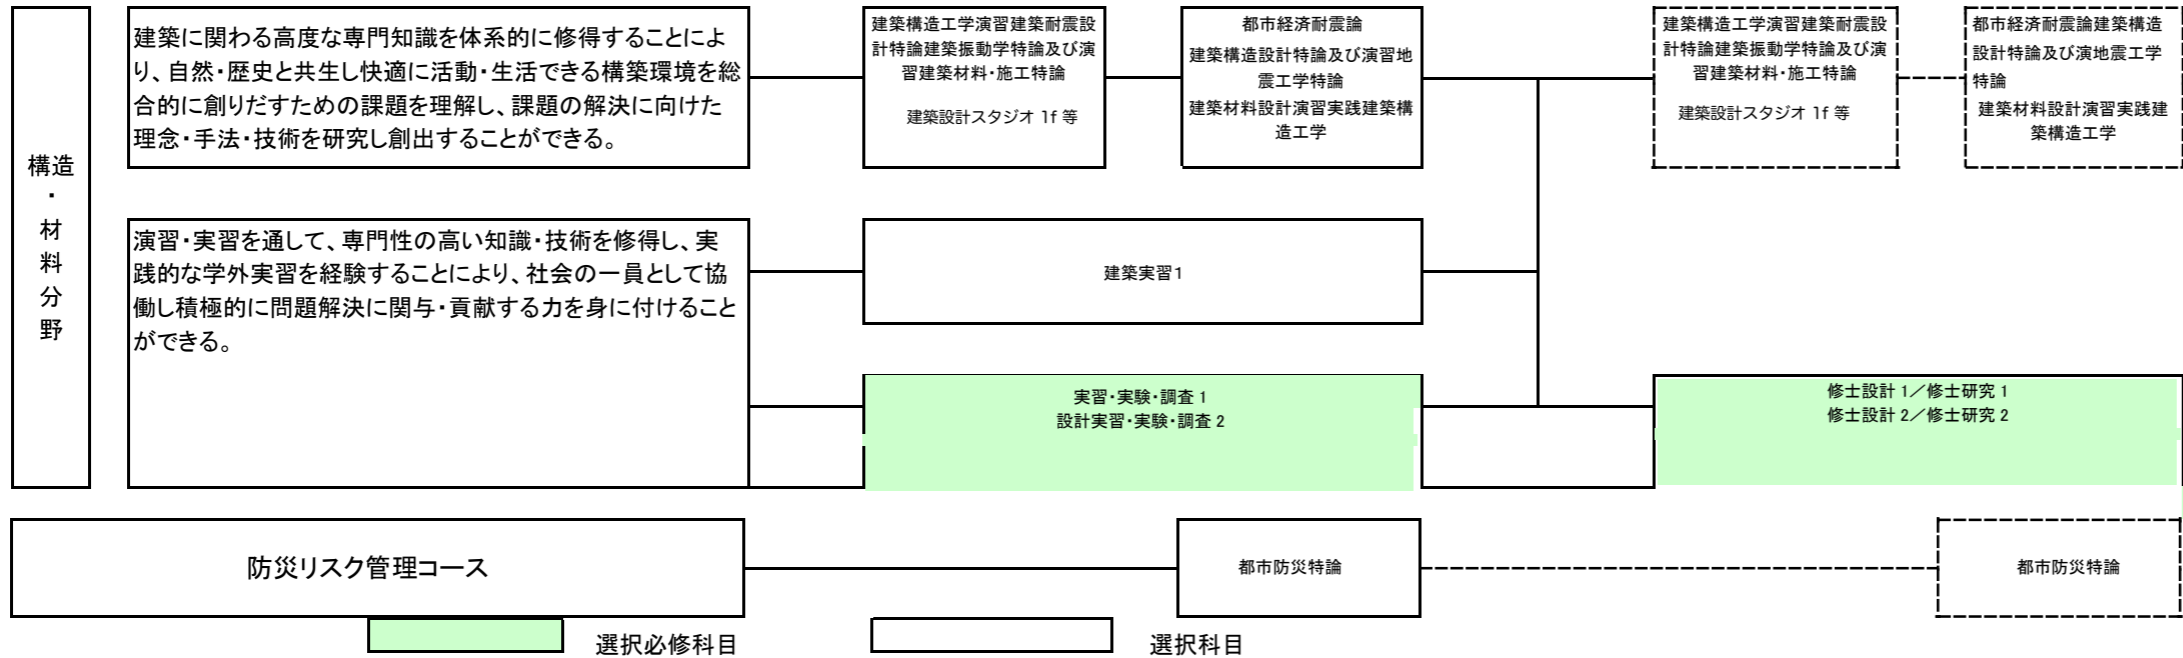 構造
・
材
料
分
野
建築に関わる高度な専門知識を体系的に修得することによ
り、自然・歴史と共生し快適に活動・生活できる構築環境を総
合的に創りだすための課題を理解し、課題の解決に向けた
理念・手法・技術を研究し創出することができる。
建築構造工学演習建築耐震設
計特論建築振動学特論及び演
習建築材料・施工特論
建築設計スタジオ 1f 等
都市経済耐震論
建築構造設計特論及び演習地
震工学特論
建築材料設計演習実践建築構
造工学
建築構造工学演習建築耐震設
計特論建築振動学特論及び演
習建築材料・施工特論
建築設計スタジオ 1f 等
都市経済耐震論建築構造
設計特論及び演地震工学
特論
建築材料設計演習実践建
築構造工学
演習・実習を通して、専門性の高い知識・技術を修得し、実
践的な学外実習を経験することにより、社会の一員として協
働し積極的に問題解決に関与・貢献する力を身に付けること
ができる。
建築実習1
実習・実験・調査 1
設計実習・実験・調査 2
修士設計 1／修士研究 1
修士設計 2／修士研究 2
防災リスク管理コース
都市防災特論
都市防災特論
選択必修科目
選択科目